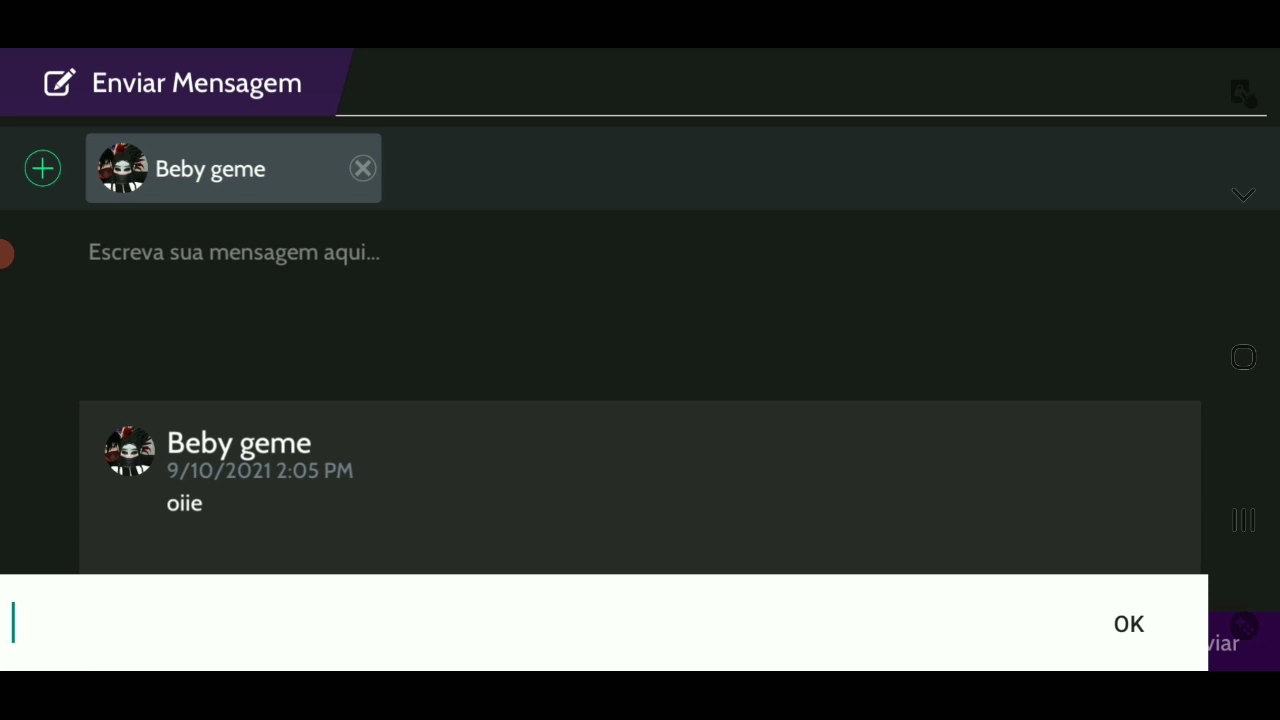 Enviar Mensagem
Beby geme
Escreva sua mensagem aqui...
Beby geme
9/10/2021 2:05 PM
oiie
OK
viar